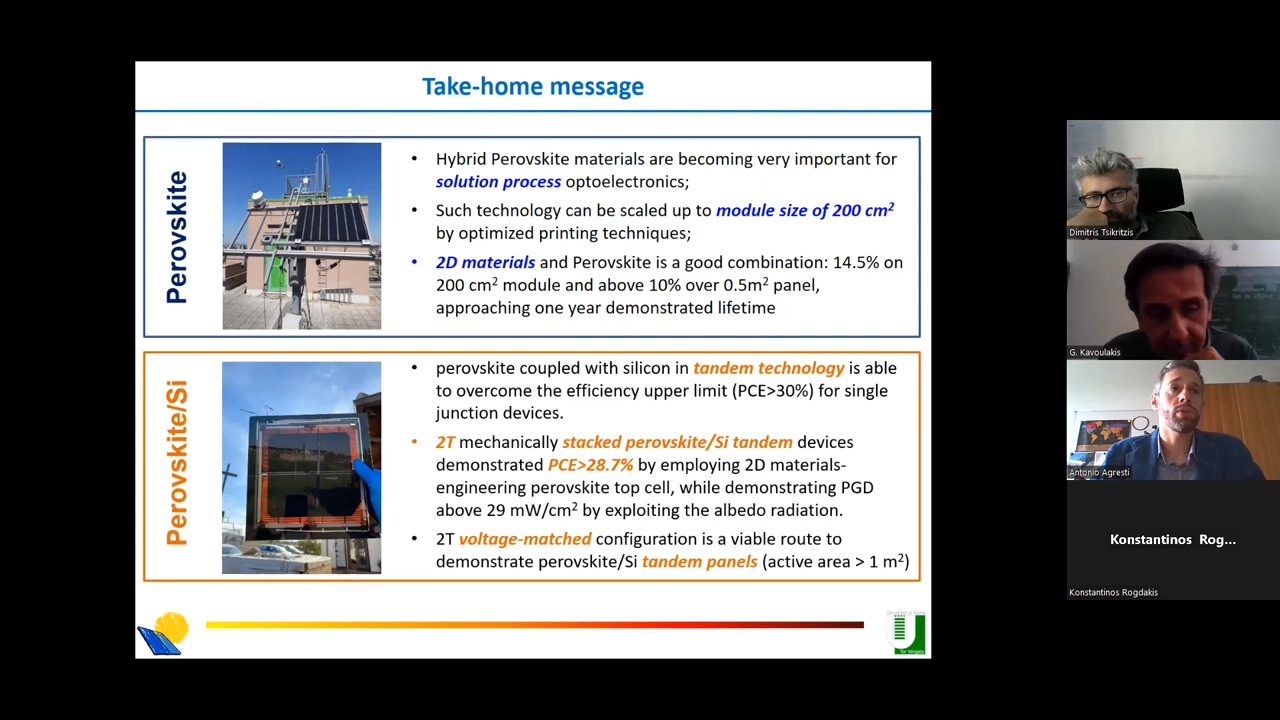 Take-home message
Perovskite
• Hybrid Perovskite materials are becoming very important for
solution process optoelectronics;
• Such technology can be scaled up to module size of 200 cm²
by optimized printing techniques;
• 2D materials and Perovskite is a good combination: 14.5% on
200 cm² module and above 10% over 0.5m² panel,
approaching one year demonstrated lifetime
Perovskite/Si
• perovskite coupled with silicon in tandem technology is able
to overcome the efficiency upper limit (PCE>30%) for single
junction devices.
• 2T mechanically stacked perovskite/Si tandem devices
demonstrated PCE>28.7% by employing 2D materials-
engineering perovskite top cell, while demonstrating PGD
above 29 mW/cm² by exploiting the albedo radiation.
• 2T voltage-matched configuration is a viable route to
demonstrate perovskite/Si tandem panels (active area > 1 m²)
Tor Vergata
Dimitris Tsikritzis
G. Kavoulakis
Antonio Agresti
Konstantinos Rog...
Konstantinos Rogdakis